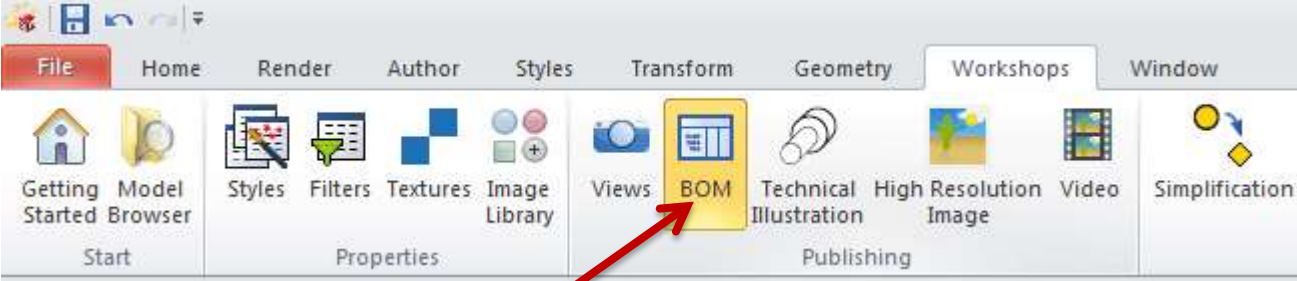 File Home Render Author Styles Transform Geometry Workshops Window
Getting Started
Model Browser
Styles
Filters
Textures
Image Library
Views
BOM
Technical Illustration
High Resolution Image
Video
Simplification
Start Properties Publishing